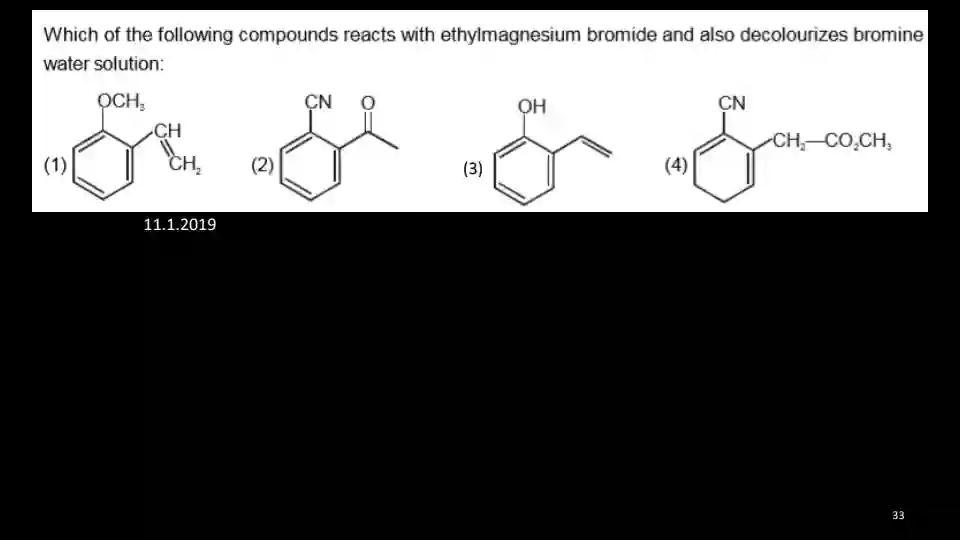 Which of the following compounds reacts with ethylmagnesium bromide and also decolourizes bromine
water solution:
OCH₃
CH
CH₂
(1)
CN
O
(2)
OH
(3)
CN
CH₂—CO₂CH₃
(4)
11.1.2019
33